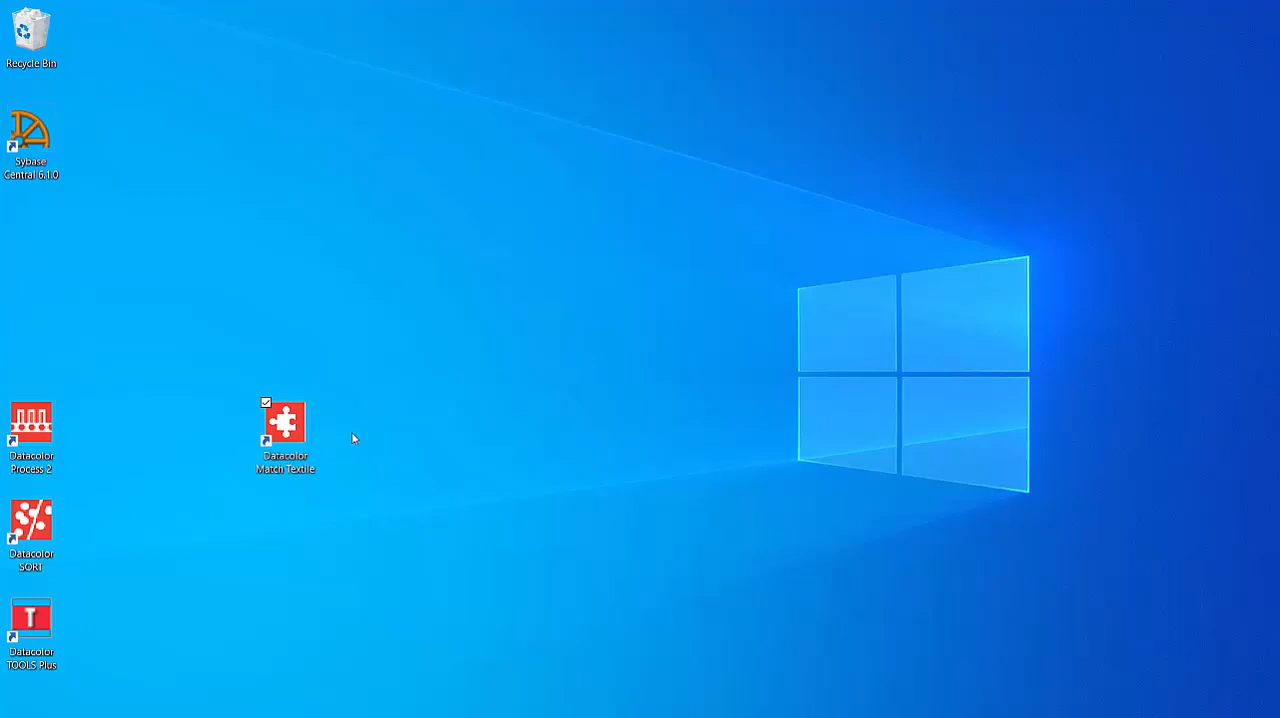 Recycle Bin
Sybase
Central 6.1.0
Datacolor
Process 2
Datacolor
Match Textile
Datacolor
SORT
T
Datacolor
TOOLS Plus